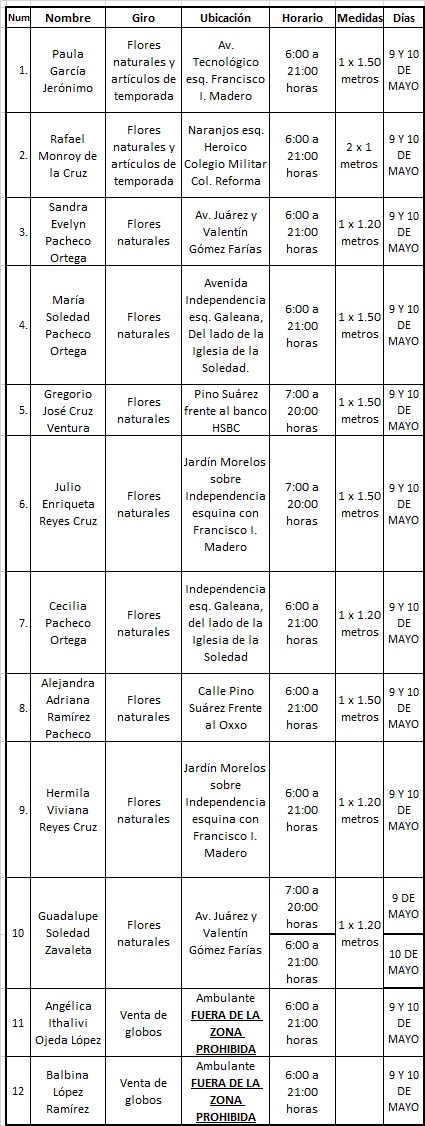 Num Nombre Giro Ubicación Horario Medidas Días
1. Paula García Jerónimo Flores naturales y artículos de temporada Av. Tecnológico esq. Francisco I. Madero 6:00 a 21:00 horas 1 x 1.50 metros 9 Y 10 DE MAYO
2. Rafael Monroy de la Cruz Flores naturales y artículos de temporada Naranjos esq. Heroico Colegio Militar Col. Reforma 6:00 a 21:00 horas 2 x 1 metros 9 Y 10 DE MAYO
3. Sandra Evelyn Pacheco Ortega Flores naturales Av. Juárez y Valentín Gómez Farías 6:00 a 21:00 horas 1 x 1.20 metros 9 Y 10 DE MAYO
4. María Soledad Pacheco Ortega Flores naturales Avenida Independencia esq. Galeana, Del lado de la Iglesia de la Soledad. 6:00 a 21:00 horas 1 x 1.50 metros 9 Y 10 DE MAYO
5. Gregorio José Cruz Ventura Flores naturales Pino Suárez frente al banco HSBC 7:00 a 20:00 horas 1 x 1.50 metros 9 Y 10 DE MAYO
6. Julio Enriqueta Reyes Cruz Flores naturales Jardín Morelos sobre Independencia esquina con Francisco I. Madero 7:00 a 20:00 horas 1 x 1.50 metros 9 Y 10 DE MAYO
7. Cecilia Pacheco Ortega Flores naturales Independencia esq. Galeana, del lado de la Iglesia de la Soledad 6:00 a 21:00 horas 1 x 1.20 metros 9 Y 10 DE MAYO
8. Alejandra Adriana Ramírez Pacheco Flores naturales Calle Pino Suárez Frente al Oxxo 6:00 a 21:00 horas 1 x 1.50 metros 9 Y 10 DE MAYO
9. Hermila Viviana Reyes Cruz Flores naturales Jardín Morelos sobre Independencia esquina con Francisco I. Madero 6:00 a 21:00 horas 1 x 1.20 metros 9 Y 10 DE MAYO
10 Guadalupe Soledad Zavaleta Flores naturales Av. Juárez y Valentín Gómez Farías 7:00 a 20:00 horas 1 x 1.20 metros 9 DE MAYO
6:00 a 21:00 horas 10 DE MAYO
11 Angélica Ithalivi Ojeda López Venta de globos Ambulante FUERA DE LA ZONA PROHIBIDA 6:00 a 21:00 horas 9 Y 10 DE MAYO
12 Balbina López Ramírez Venta de globos Ambulante FUERA DE LA ZONA PROHIBIDA 6:00 a 21:00 horas 9 Y 10 DE MAYO